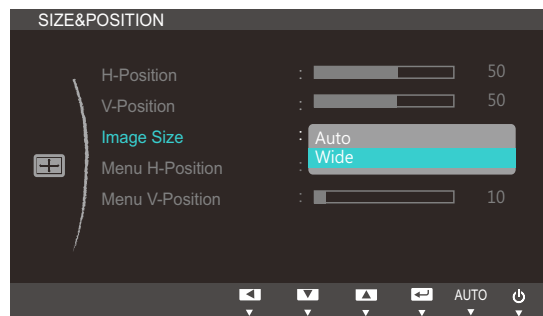 SIZE&POSITION
H-Position : 50
V-Position : 50
Image Size : Auto
Wide
Menu H-Position :
Menu V-Position : 10
AUTO